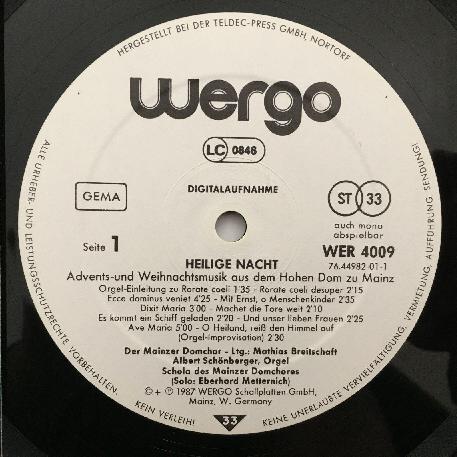 HERGESTELLT BEI DER TELDEC-PRESS GMBH, NORTORF
wergo
LC 0846
DIGITALAUFNAHME
GEMA
ST 33
auch mono
abspielbar
Seite 1
WER 4009
76.44982 01-1
HEILIGE NACHT
Advents-und Weihnachtsmusik aus dem Hohen Dom zu Mainz
Orgel-Einleitung zu Rorate coeli 1'35 - Rorate coeli desuper 2'15
Ecce dominus veniet 4'25 - Mit Ernst, o Menschenkinder 2'35
Dixit Maria 3'00 - Machet die Tore weit 2'10
Es kommt ein Schiff geladen 2'20 - Und unser lieben Frauen 2'25
Ave Maria 5'00 - O Heiland, reiß den Himmel auf
(Orgel-improvisation) 2'30
Der Mainzer Domchor - Ltg.: Mathias Breitschaft
Albert Schönberger, Orgel
Schola des Mainzer Domchores
(Solo: Eberhard Metternich)
© + ℗ 1987 WERGO Schallplatten GmbH,
Mainz, W. Germany
33
ALLE URHEBER- UND LEISTUNGSSCHUTZRECHTE VORBEHALTEN.
KEIN VERLEIH!
KEINE UNERLAUBTE VERVIELFÄLTIGUNG, VERMIETUNG, AUFFÜHRUNG, SENDUNG!